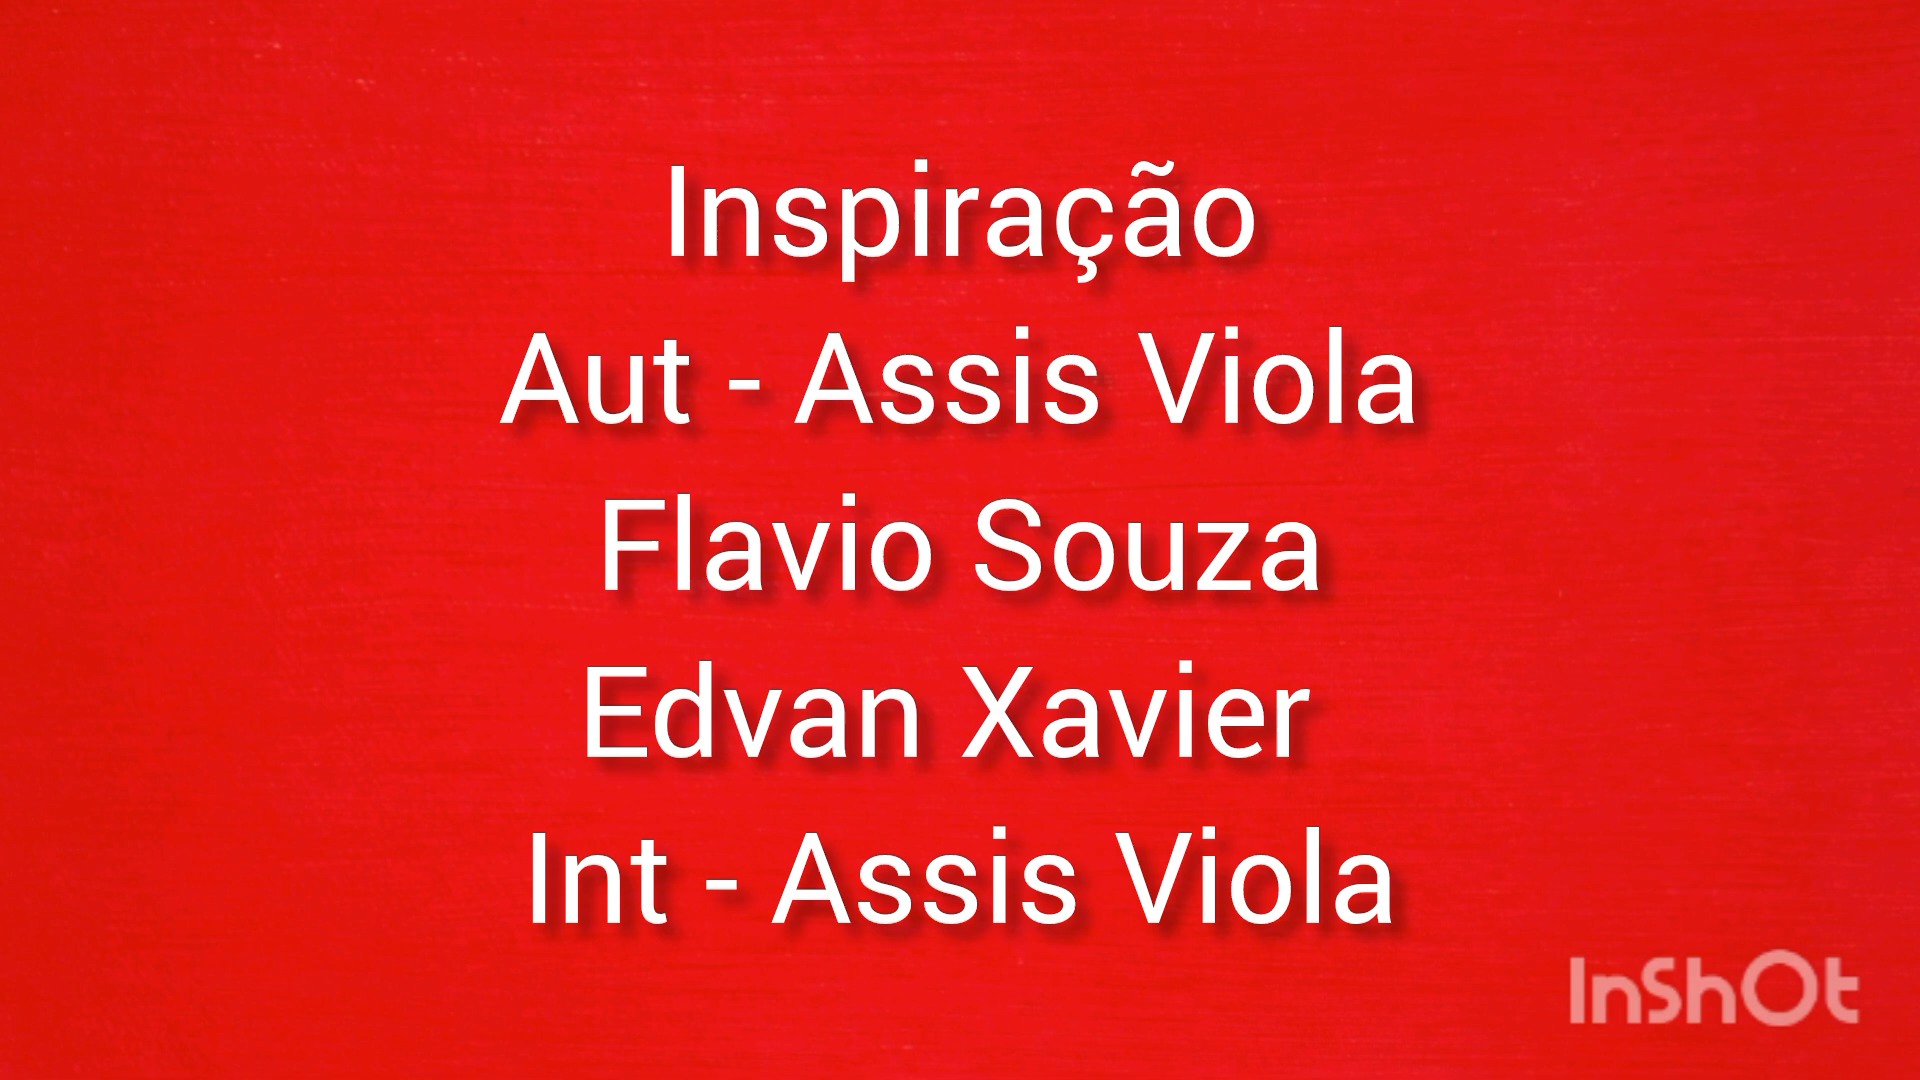 Inspiração
Aut - Assis Viola
Flavio Souza
Edvan Xavier
Int - Assis Viola
InShOt